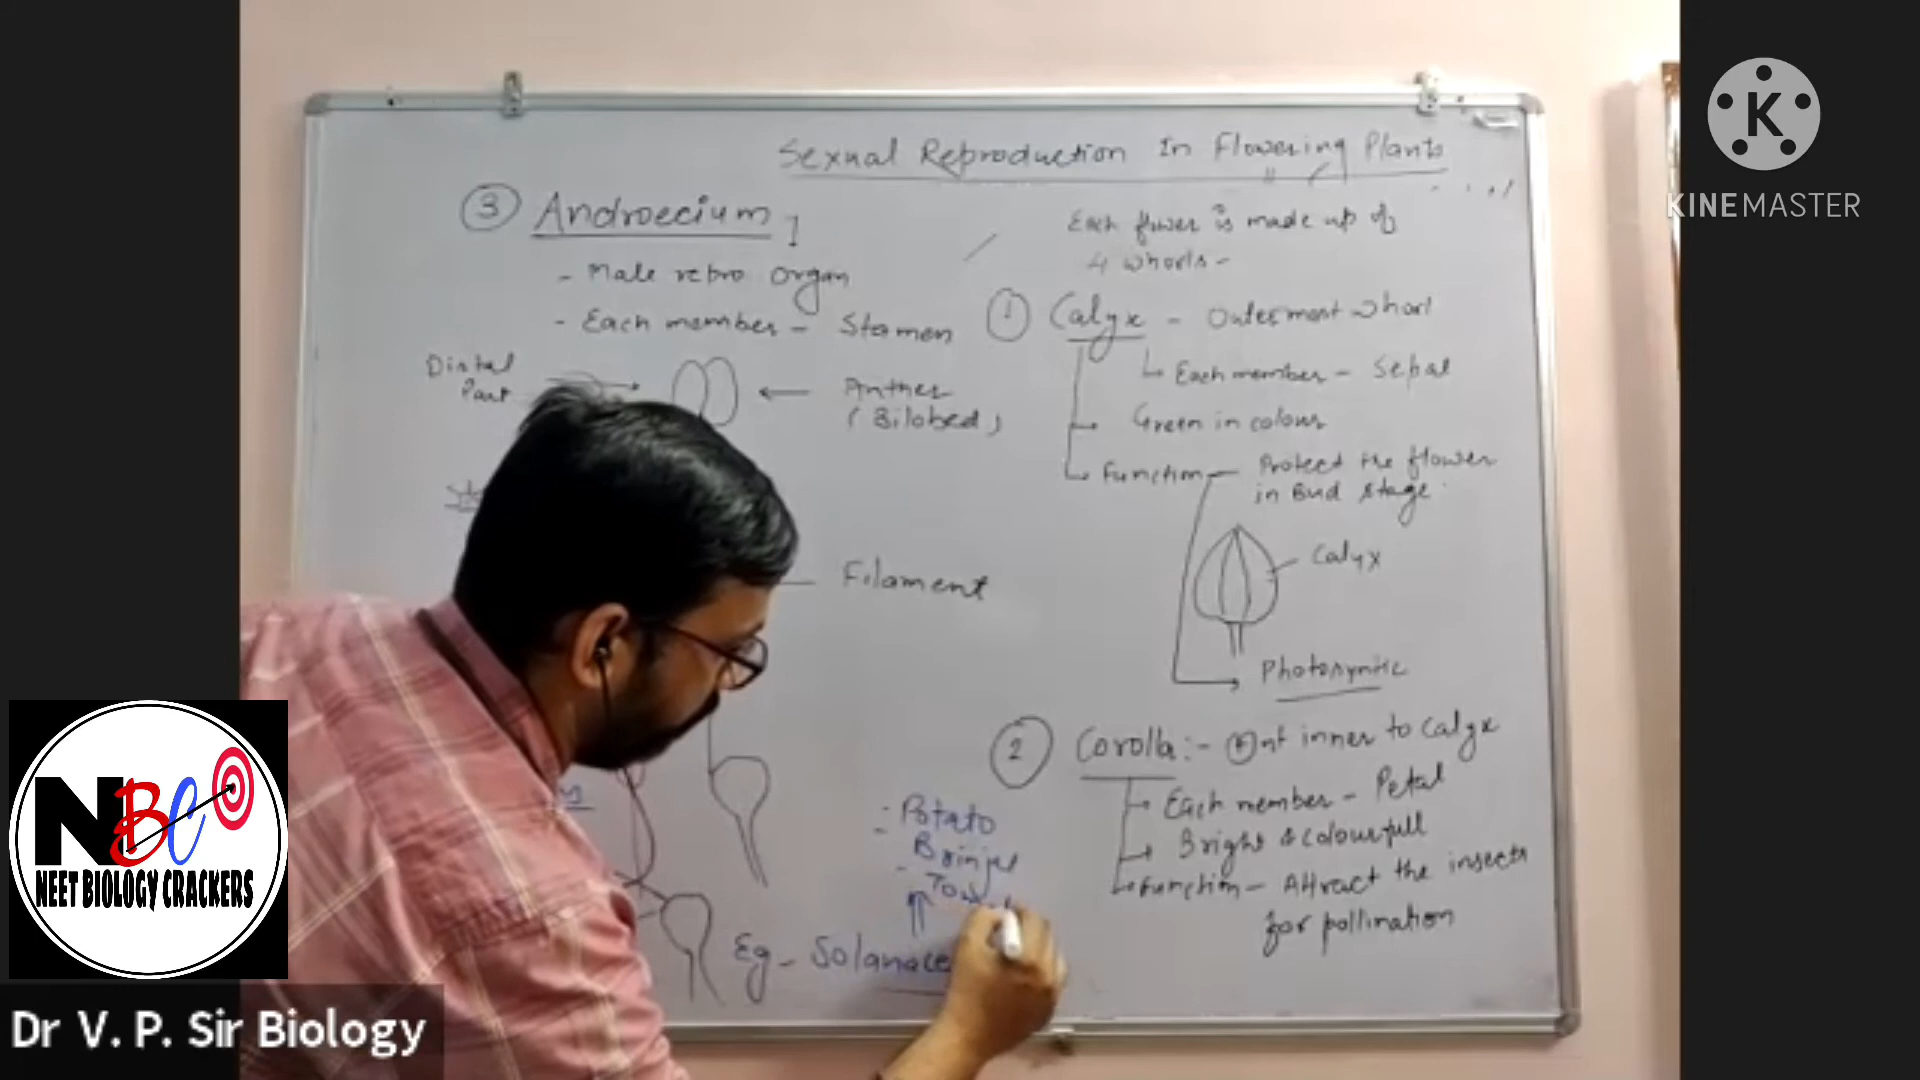 Sexual Reproduction In Flowering Plants
Each flower is made up of
4 whorls -
① Calyx - Outermost whorl
Each member - Sepal
Green in colour
Function - Protect the flower
in Bud stage.
Calyx
Photosynthetic
② Corolla :- Next inner to Calyx
Each member - Petal
Bright & colourfull
Function - Attract the insects
for pollination
③ Androecium
- Male repro organ
- Each member - Stamen
Distal
Part
Anther
(Bilobed)
Filament
- Potato
- Brinjal
Eg - Solanace
K
KINEMASTER
NBC
NEET BIOLOGY CRACKERS
Dr V. P. Sir Biology